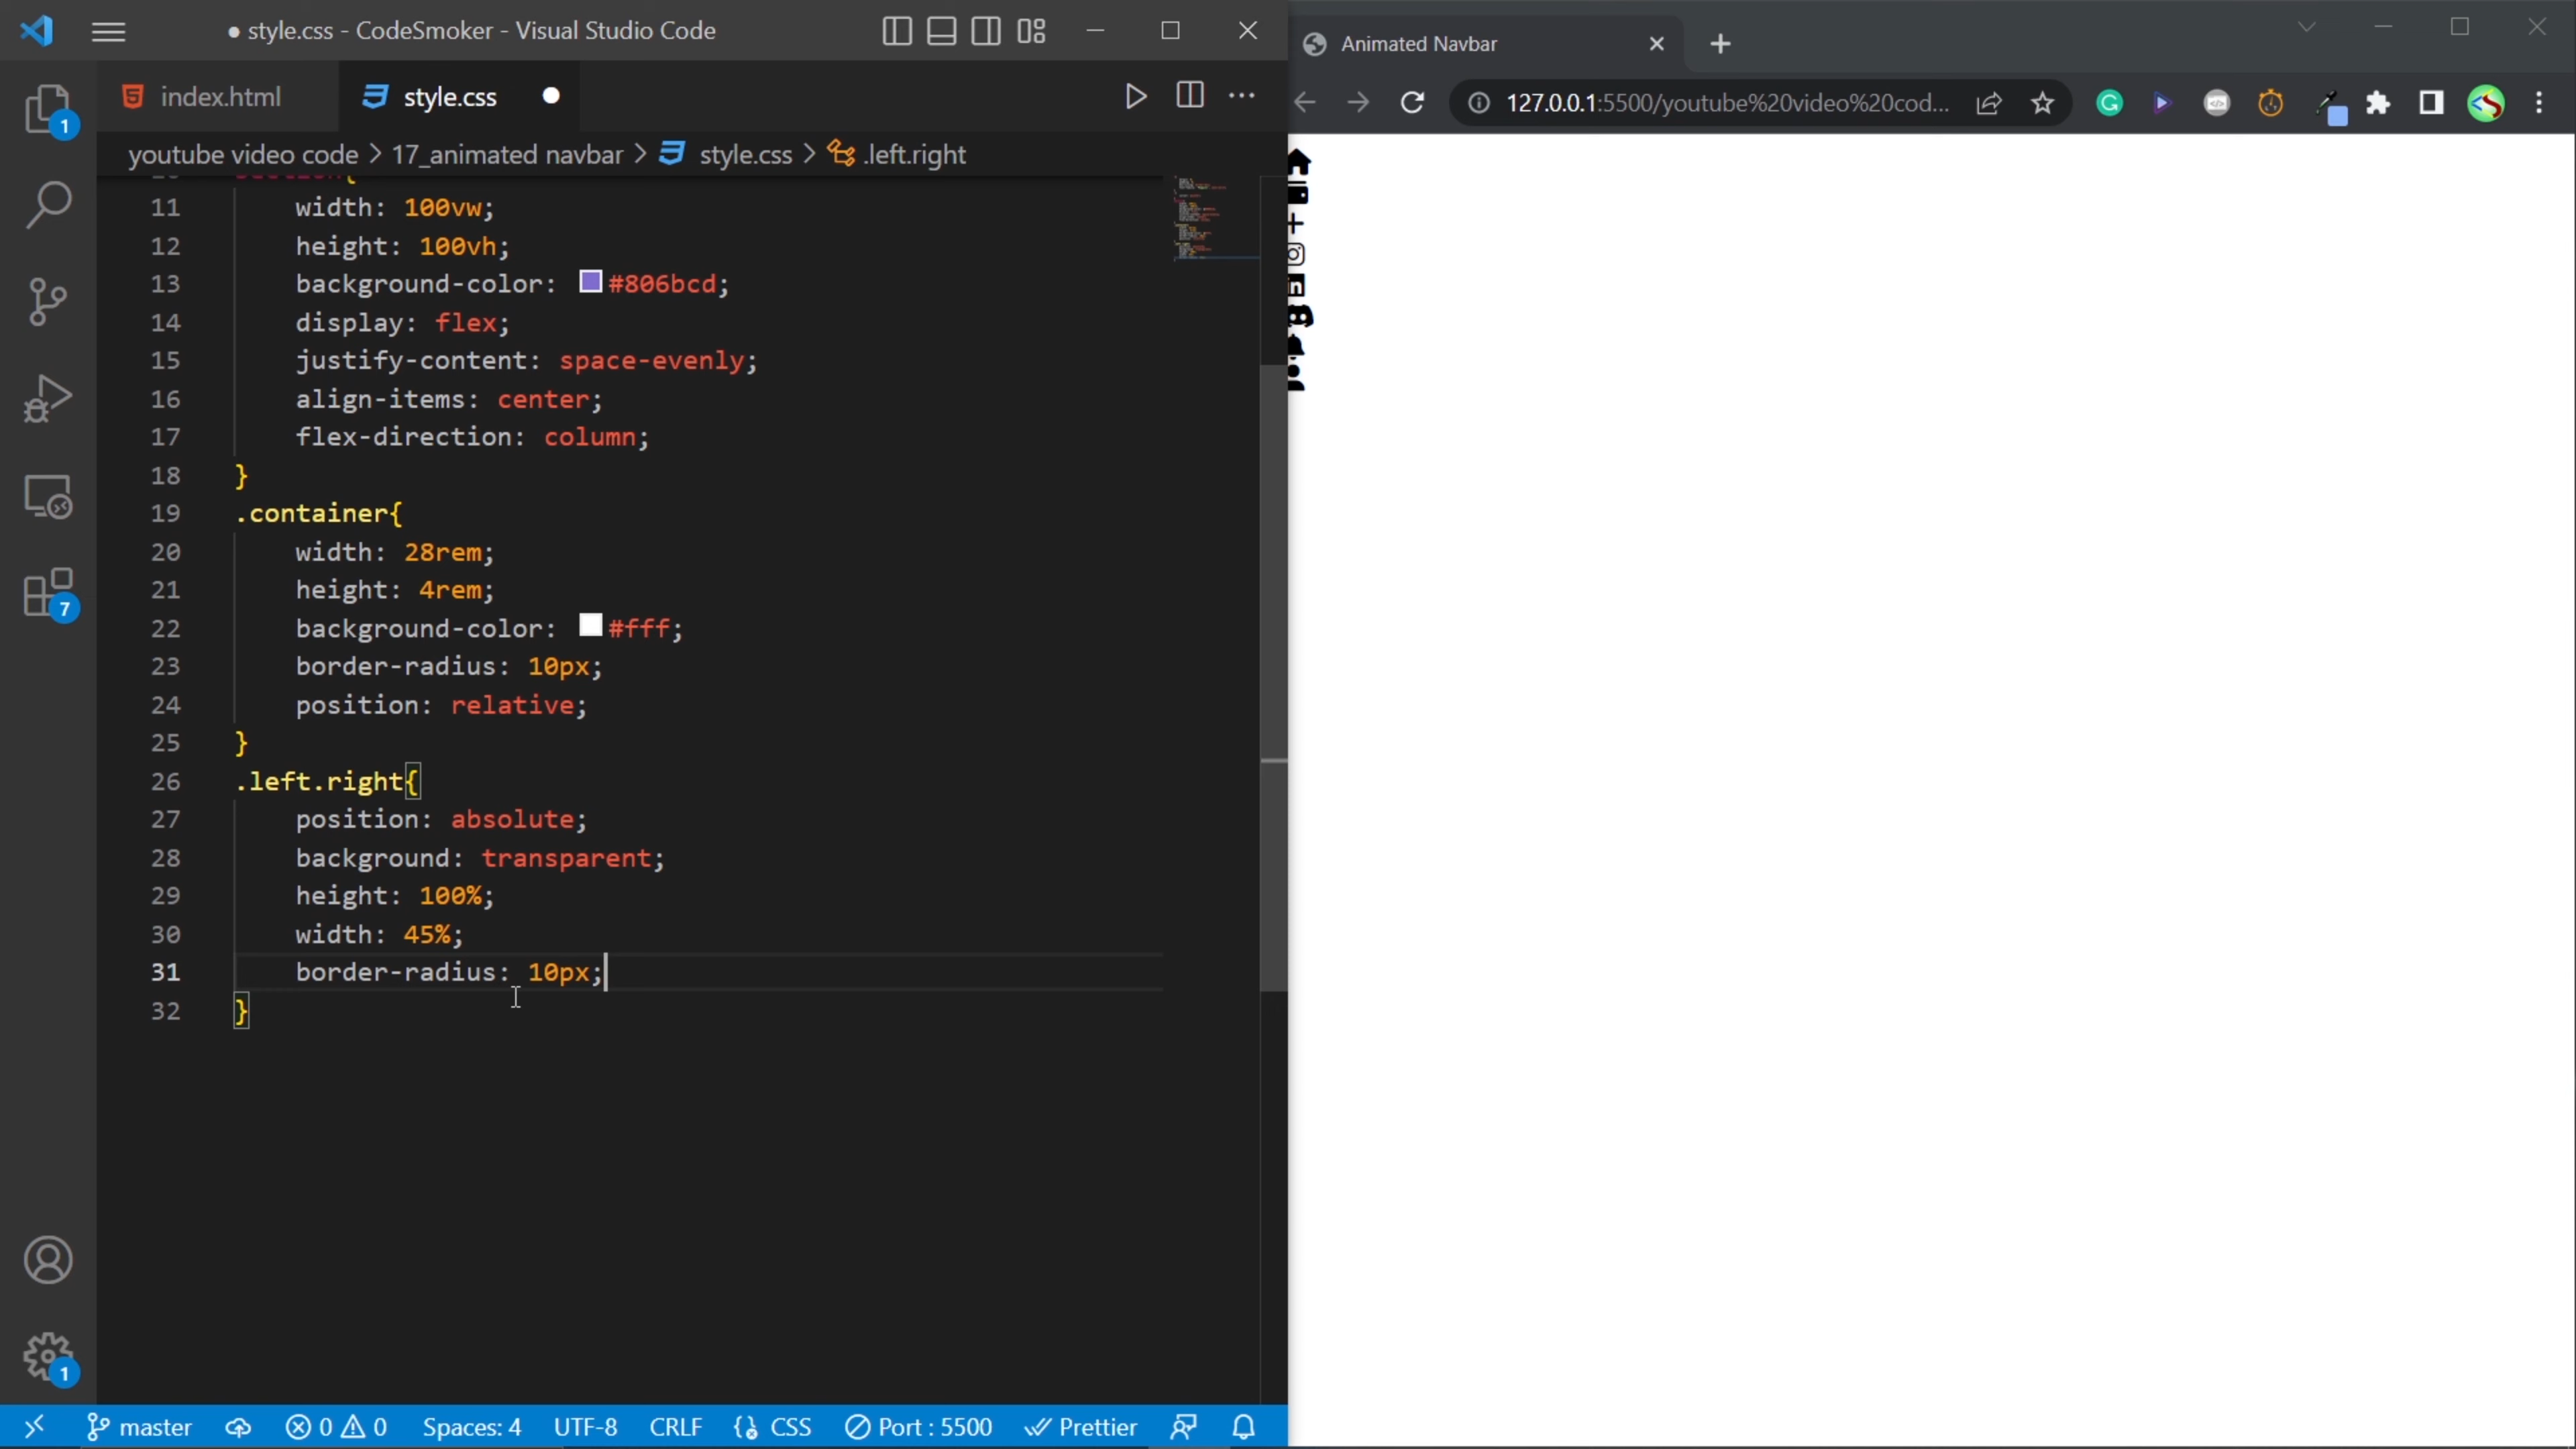 ● style.css - CodeSmoker - Visual Studio Code
index.html
style.css
youtube video code > 17_animated navbar > style.css > .left.right
11 width: 100vw;
12 height: 100vh;
13 background-color: #806bcd;
14 display: flex;
15 justify-content: space-evenly;
16 align-items: center;
17 flex-direction: column;
18 }
19 .container{
20 width: 28rem;
21 height: 4rem;
22 background-color: #fff;
23 border-radius: 10px;
24 position: relative;
25 }
26 .left.right{
27 position: absolute;
28 background: transparent;
29 height: 100%;
30 width: 45%;
31 border-radius: 10px;
32 }
1
7
1
master
0 0
Spaces: 4
UTF-8
CRLF
CSS
Port : 5500
Prettier
Animated Navbar
127.0.0.1:5500/youtube%20video%20cod...